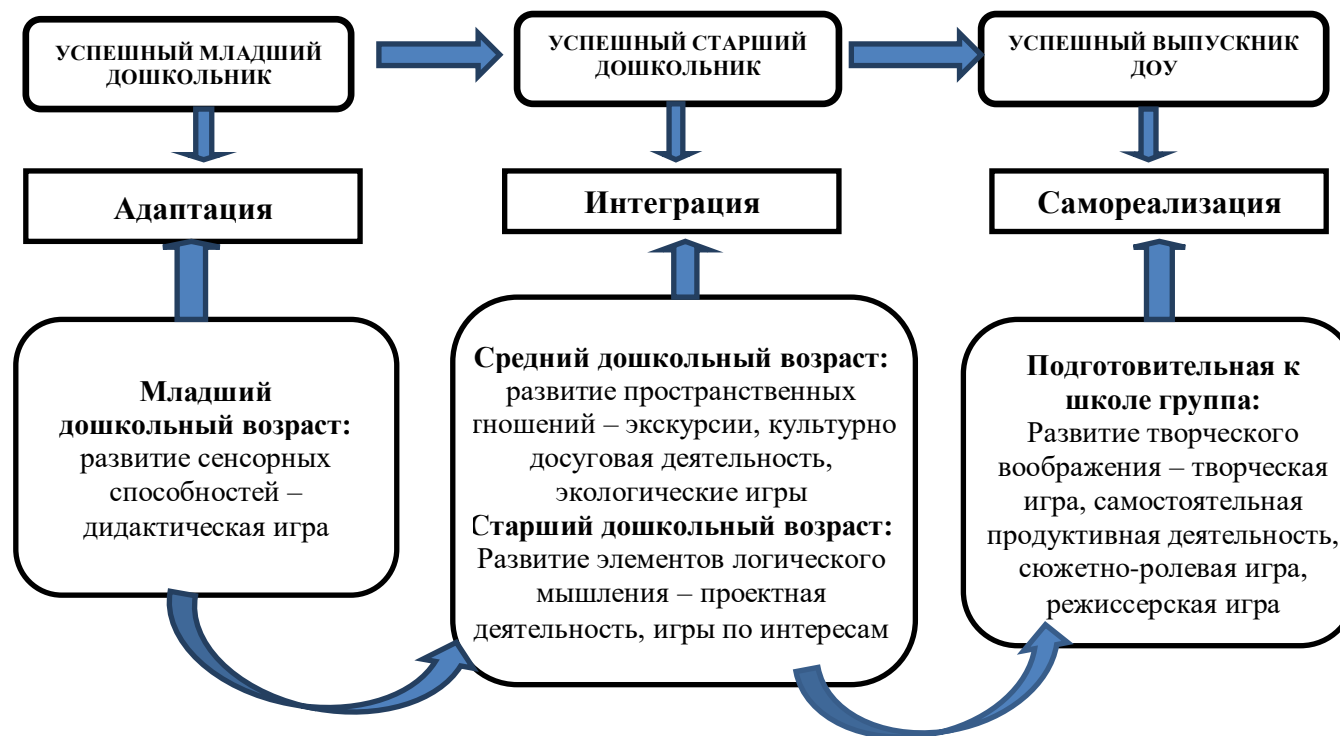 УСПЕШНЫЙ МЛАДШИЙ
ДОШКОЛЬНИК
УСПЕШНЫЙ СТАРШИЙ
ДОШКОЛЬНИК
УСПЕШНЫЙ ВЫПУСКНИК
ДОУ
Адаптация
Интеграция
Самореализация
Младший
дошкольный возраст:
развитие сенсорных
способностей –
дидактическая игра
Средний дошкольный возраст:
развитие пространственных
тношений – экскурсии, культурно
досуговая деятельность,
экологические игры
Старший дошкольный возраст:
Развитие элементов логического
мышления – проектная
деятельность, игры по интересам
Подготовительная к
школе группа:
Развитие творческого
воображения – творческая
игра, самостоятельная
продуктивная деятельность,
сюжетно-ролевая игра,
режиссерская игра